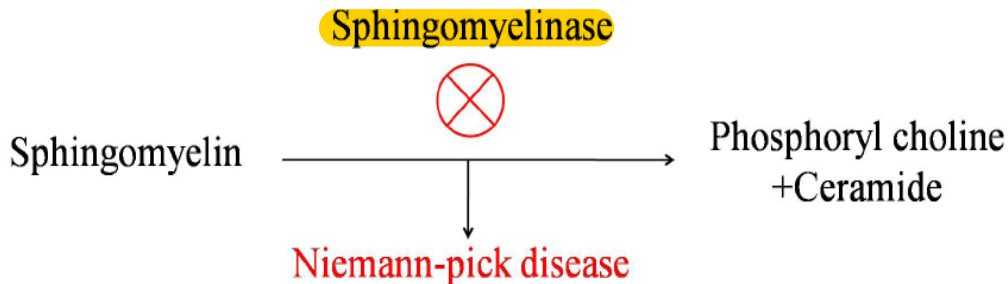 Sphingomyelinase
Sphingomyelin
Phosphoryl choline
+Ceramide
Niemann-pick disease